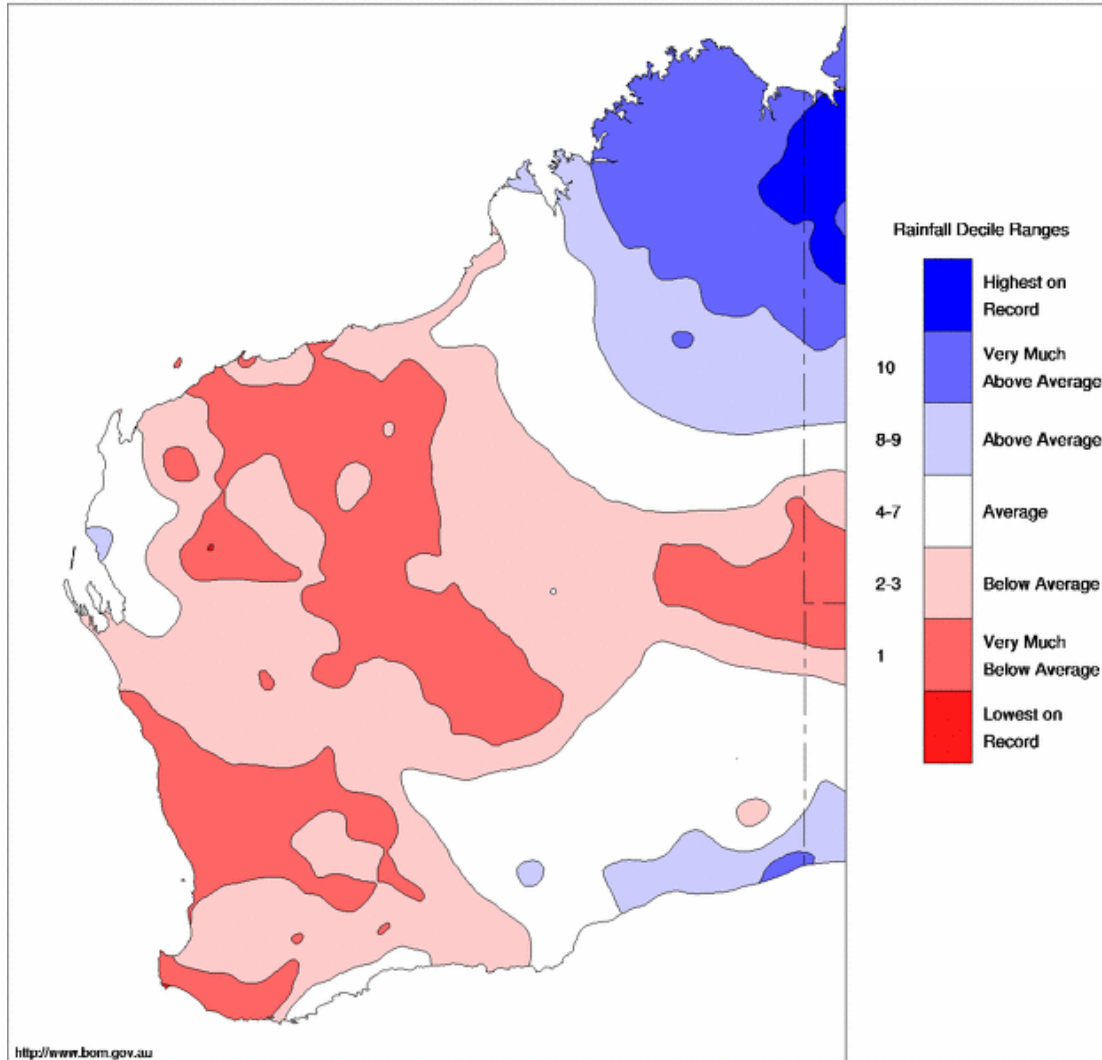 Rainfall Decile Ranges
Highest on
Record
10
Very Much
Above Average
8-9
Above Average
4-7
Average
2-3
Below Average
1
Very Much
Below Average
Lowest on
Record
http://www.bom.gov.au